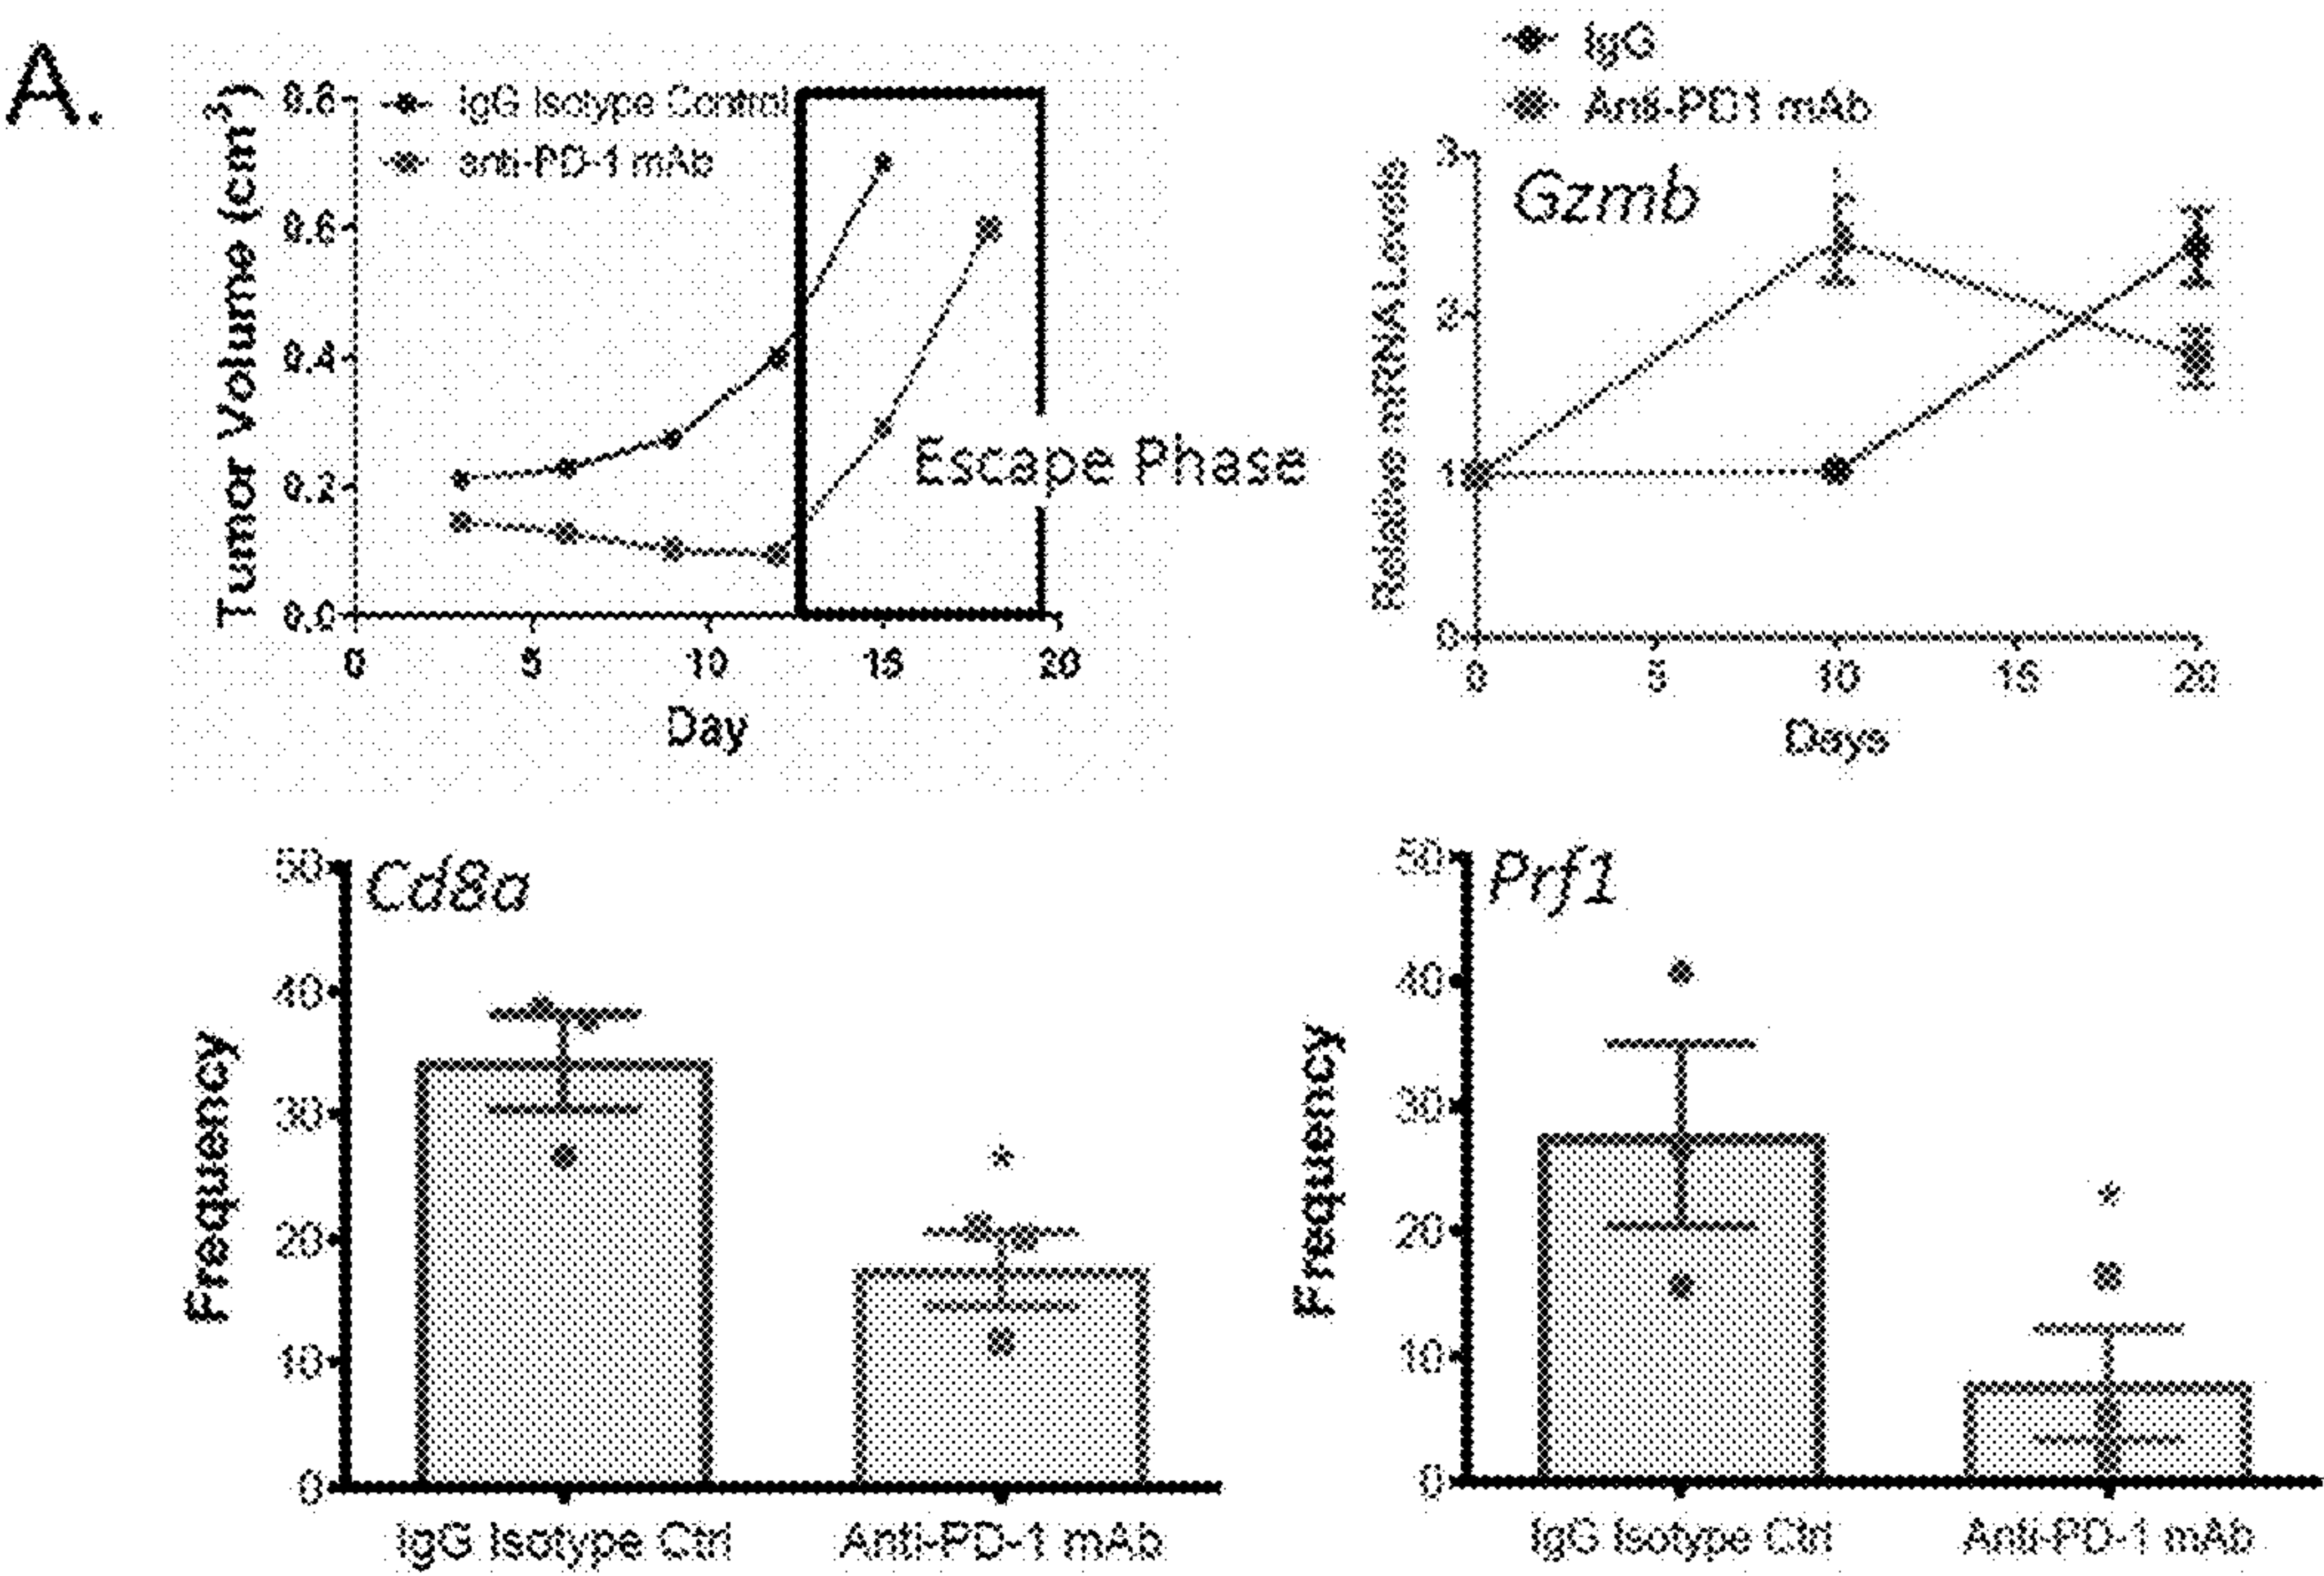 A.
Tumor Volume (cm³)
0.8
0.6
0.4
0.2
0.0
IgG Isotype Control
anti-PD-1 mAb
Escape Phase
0 5 10 15 20
Day
IgG
Anti-PD1 mAb
Gzmb
Relative mRNA Levels
3
2
1
0
0 5 10 15 20
Days
Cd8a
Frequency
50
40
30
20
10
0
*
IgG Isotype Ctrl Anti-PD-1 mAb
Prf1
Frequency
50
40
30
20
10
0
*
IgG Isotype Ctrl Anti-PD-1 mAb